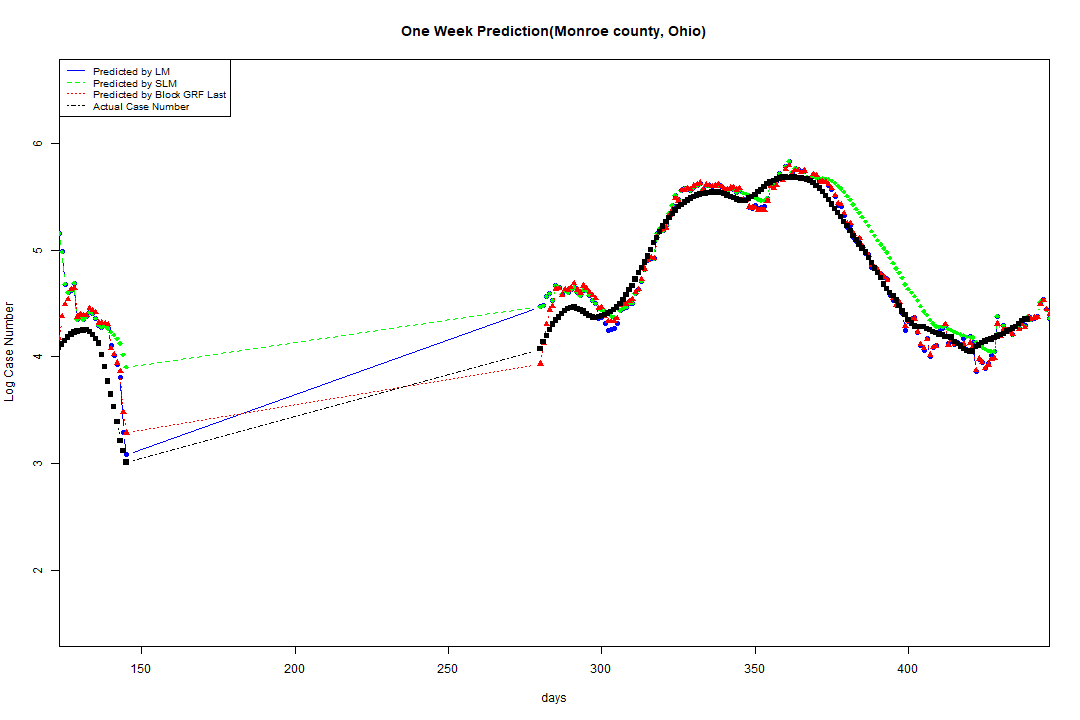 One Week Prediction(Monroe county, Ohio)
Predicted by LM
Predicted by SLM
Predicted by Block GRF Last
Actual Case Number
Log Case Number
6
5
4
3
2
150 200 250 300 350 400
days